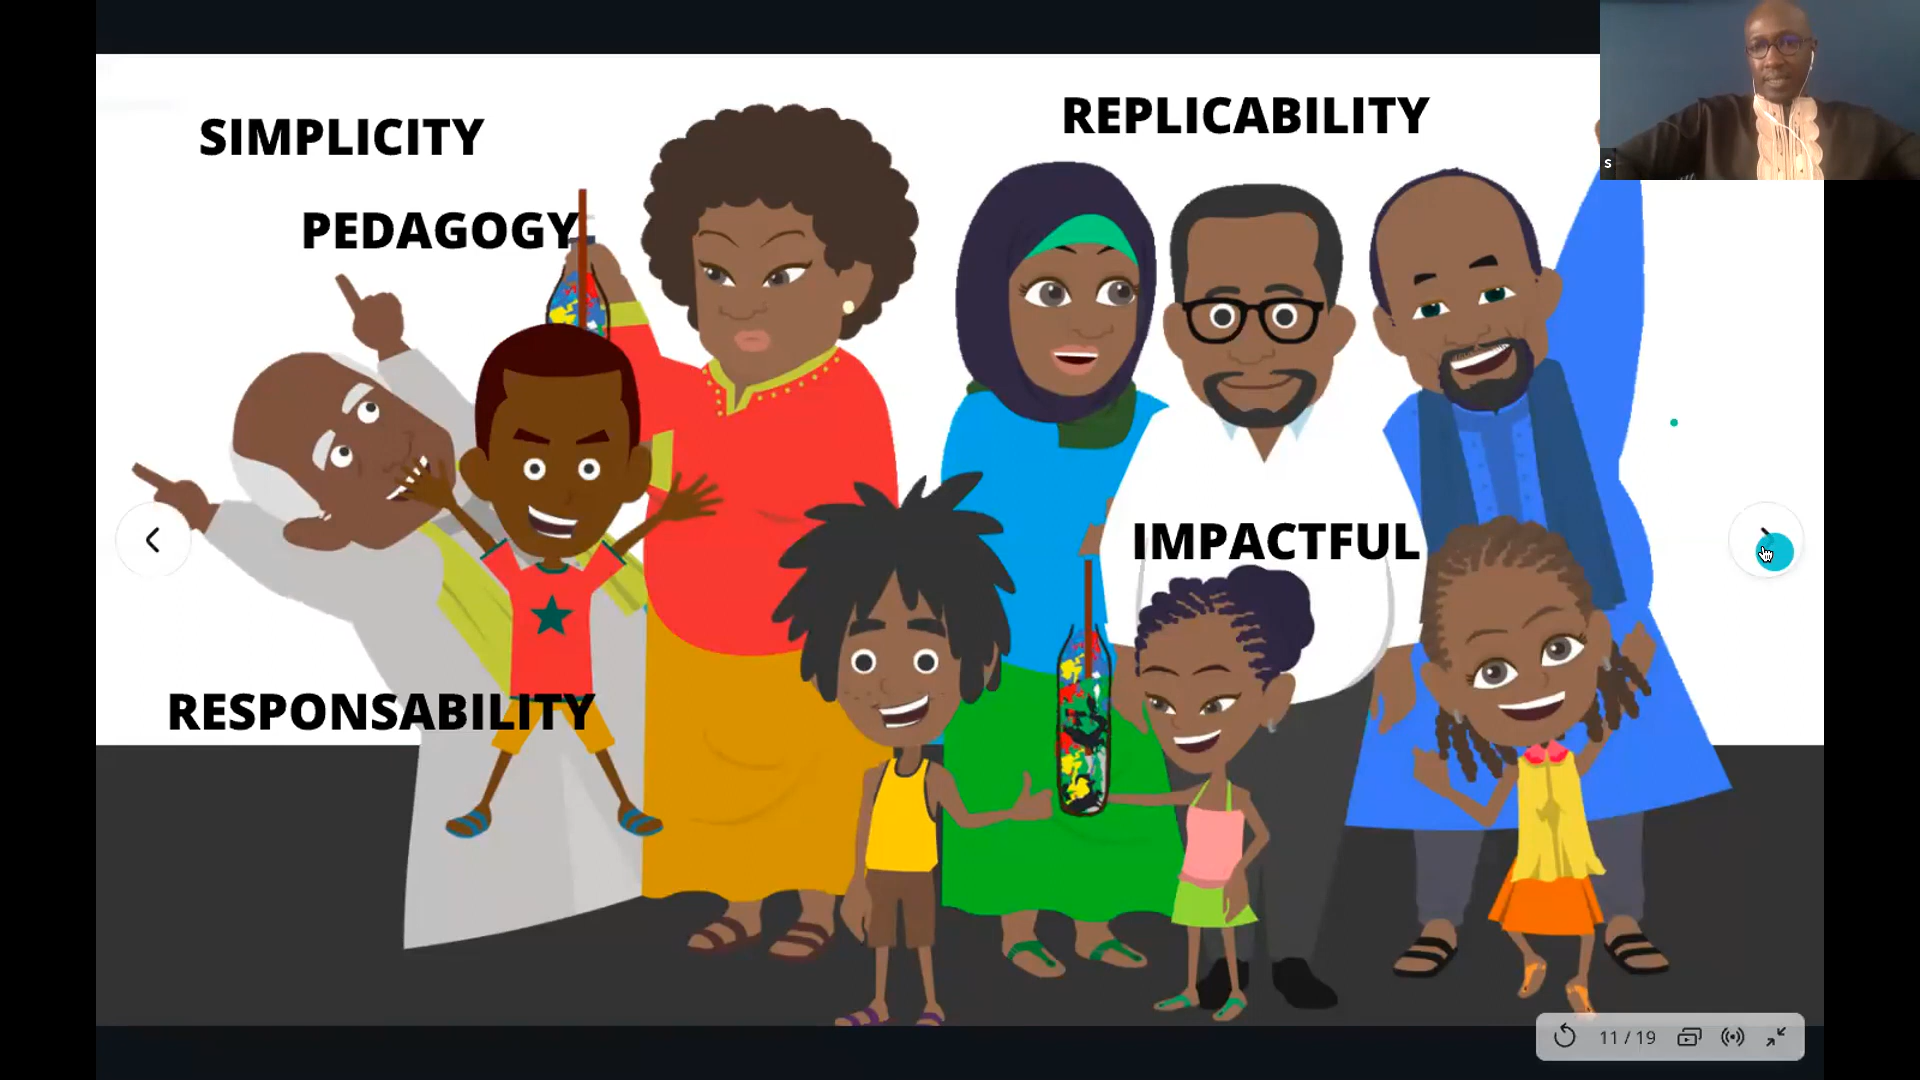 SIMPLICITY
REPLICABILITY
PEDAGOGY
IMPACTFUL
RESPONSABILITY
S
11 / 19